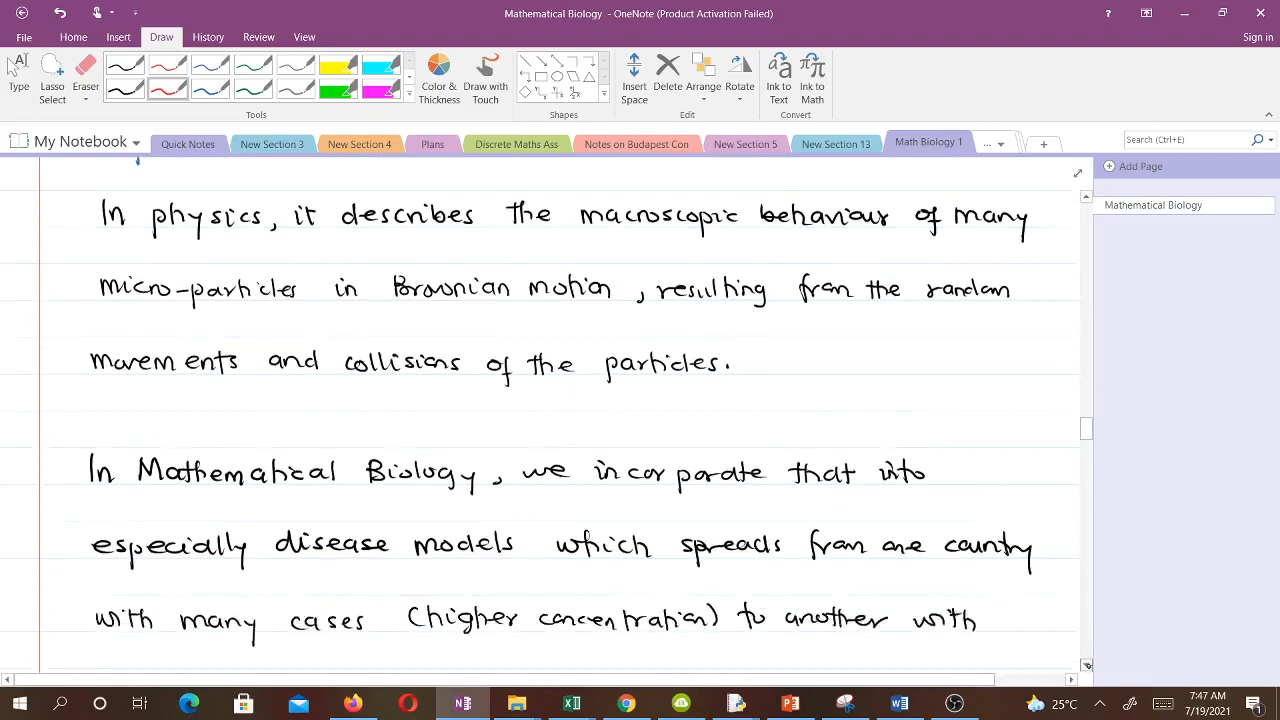 Mathematical Biology - OneNote (Product Activation Failed)
File Home Insert Draw History Review View
Sign in
Type
Lasso Select
Eraser
Color & Thickness
Draw with Touch
Insert Space
Delete
Arrange
Rotate
Ink to Text
Ink to Math
Tools
Shapes
Edit
Convert
My Notebook
Quick Notes
New Section 3
New Section 4
Plans
Discrete Maths Ass
Notes on Budapest Con
New Section 5
New Section 13
Math Biology 1
...
Search (Ctrl+E)
Add Page
Mathematical Biology
In physics, it describes the macroscopic behaviour of many
micro-particles in Brownian motion, resulting from the random
movements and collisions of the particles.
In Mathematical Biology, we incorporate that into
especially disease models which spreads from one country
with many cases (higher concentration) to another with
25°C
7:47 AM
7/19/2021